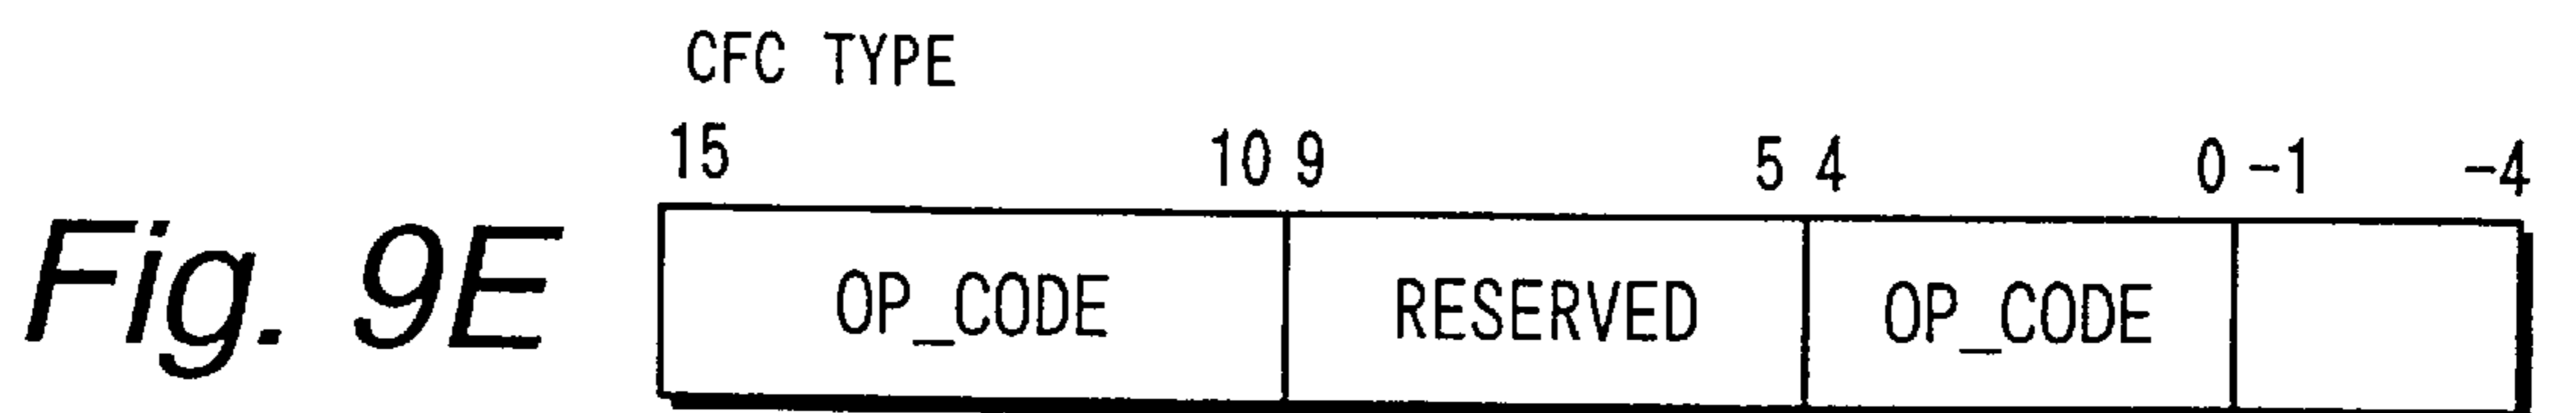 CFC TYPE
15 10 9 5 4 0 -1 -4
Fig. 9E OP_CODE RESERVED OP_CODE